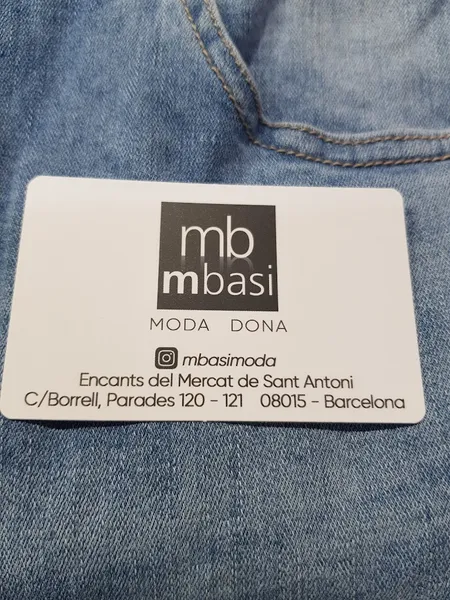 mb
mbasi
MODA DONA
mbasimoda
Encants del Mercat de Sant Antoni
C/Borrell, Parades 120 - 121 08015 - Barcelona